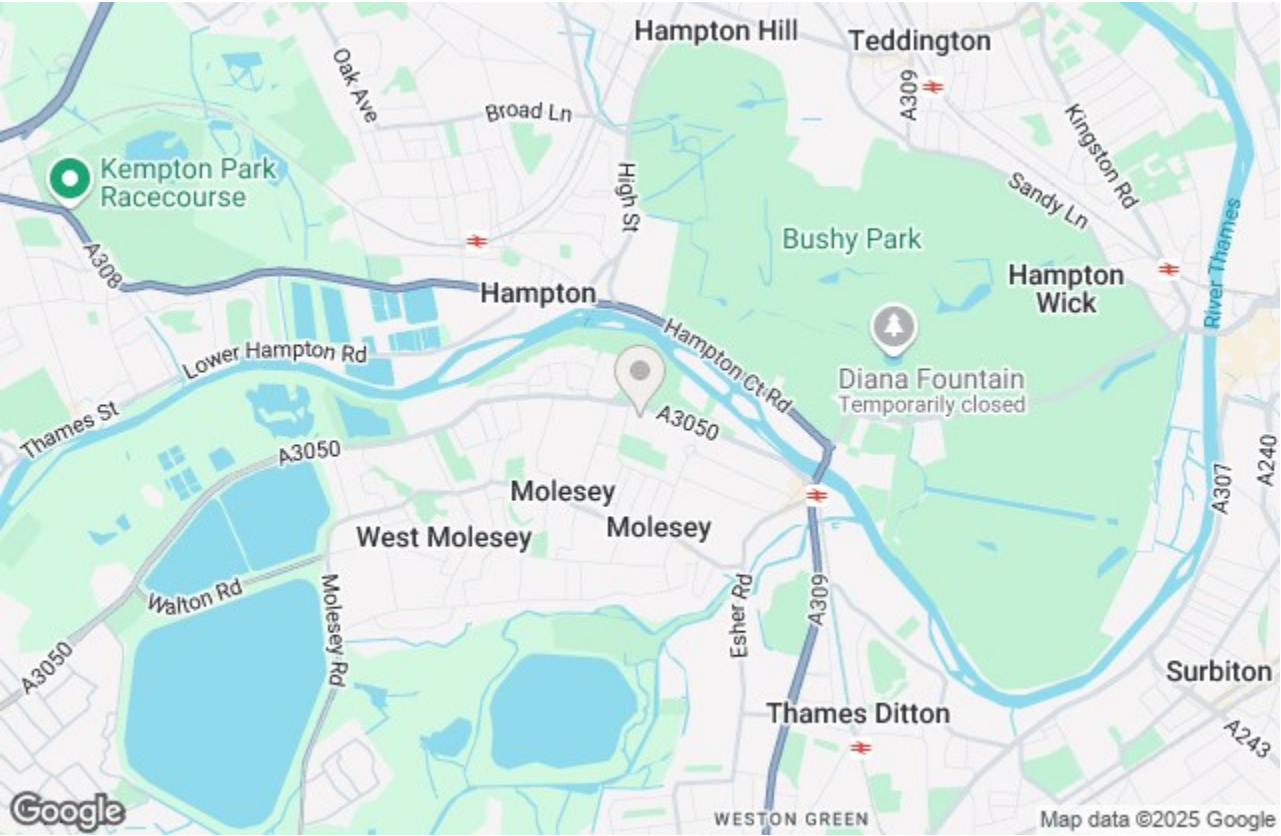 Hampton Hill
Teddington
Oak Ave
Broad Ln
A309
Kingston Rd
Kempton Park
Racecourse
High St
Sandy Ln
River Thames
Bushy Park
A308
Hampton
Wick
Hampton
Hampton Ct Rd
Lower Hampton Rd
Diana Fountain
Temporarily closed
Thames St
A3050
A3050
A307
A240
Molesey
Molesey
West Molesey
Walton Rd
Molesey Rd
Esher Rd
A309
A3050
Surbiton
Thames Ditton
A243
Google
WESTON GREEN
Map data ©2025 Google